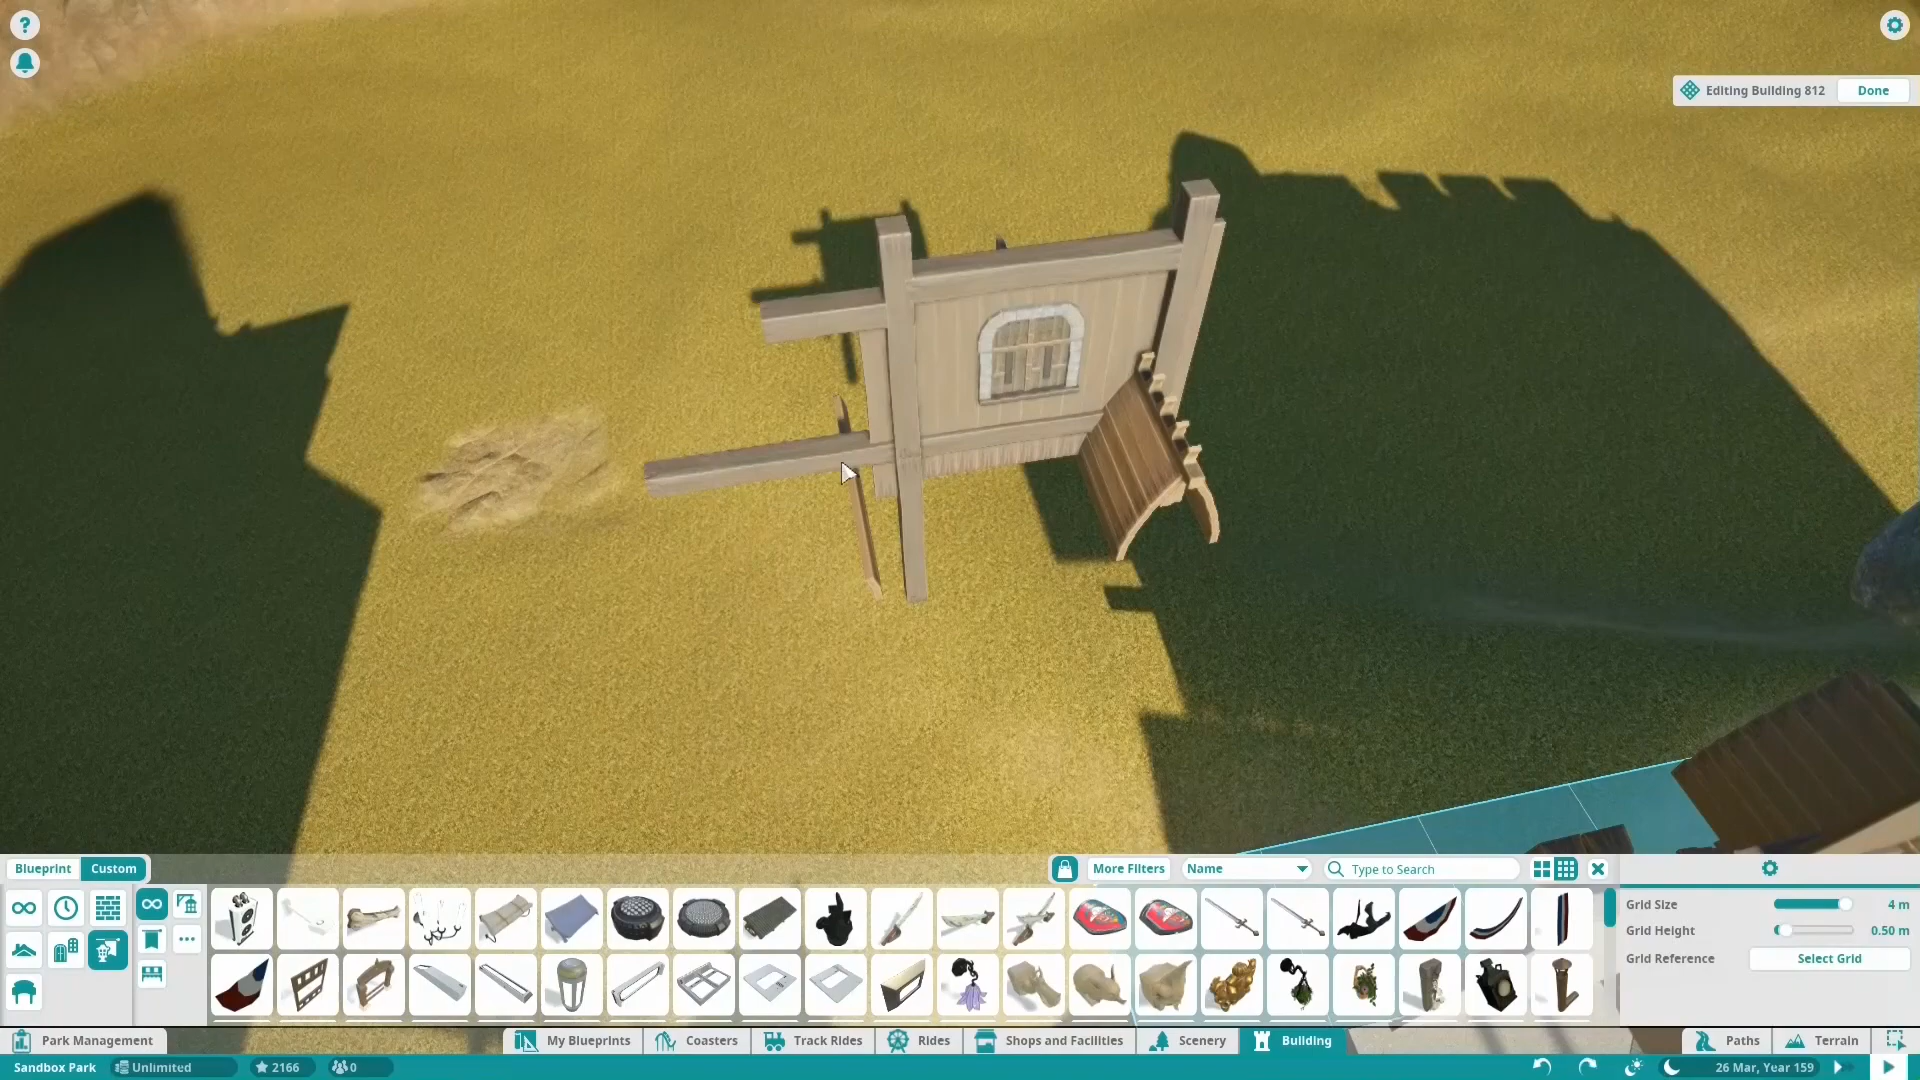 ?
Editing Building 812
Done
Blueprint
Custom
More Filters
Name
Type to Search
Grid Size
4 m
Grid Height
0.50 m
Grid Reference
Select Grid
Park Management
My Blueprints
Coasters
Track Rides
Rides
Shops and Facilities
Scenery
Building
Paths
Terrain
Sandbox Park
Unlimited
2166
0
26 Mar, Year 159